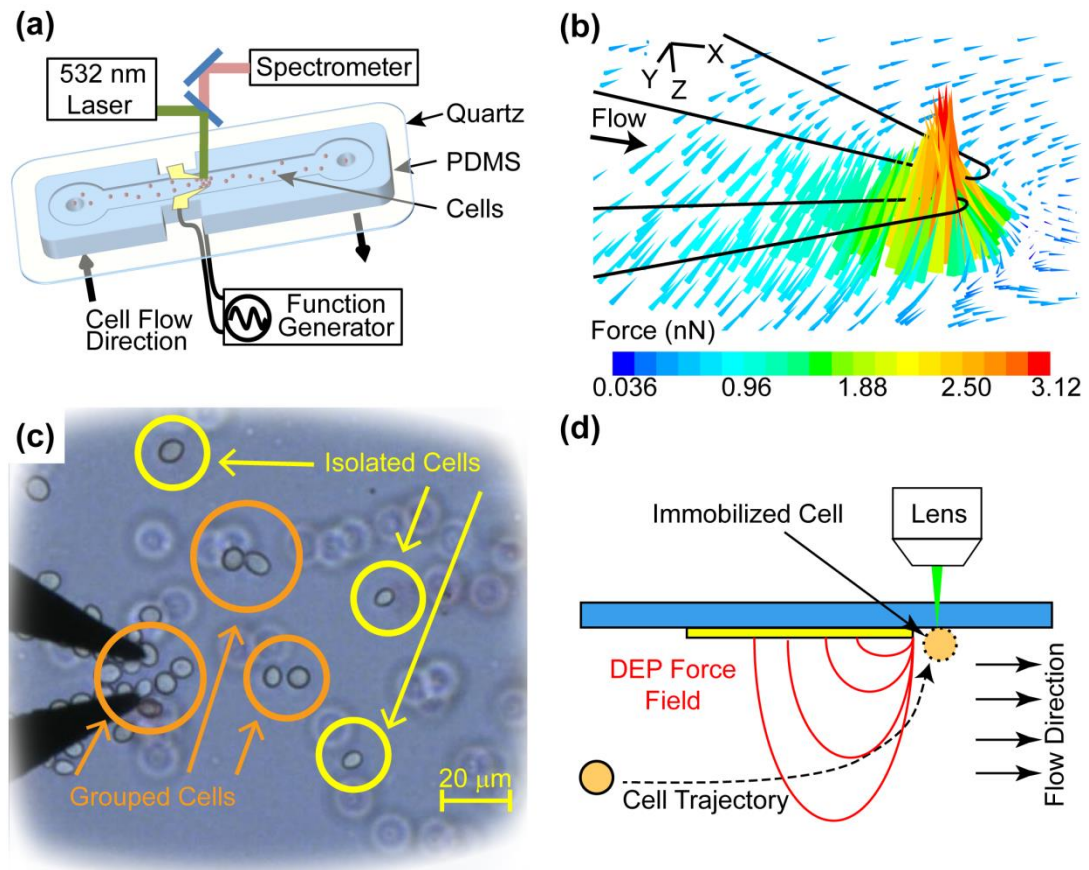 (a)
532 nm
Laser
Spectrometer
Quartz
PDMS
Cells
Cell Flow
Direction
Function
Generator
(b)
X
Y
Z
Flow
Force (nN)
0.036 0.96 1.88 2.50 3.12
(c)
Isolated Cells
Grouped Cells
20 μm
(d)
Immobilized Cell
Lens
DEP Force
Field
Cell Trajectory
Flow Direction